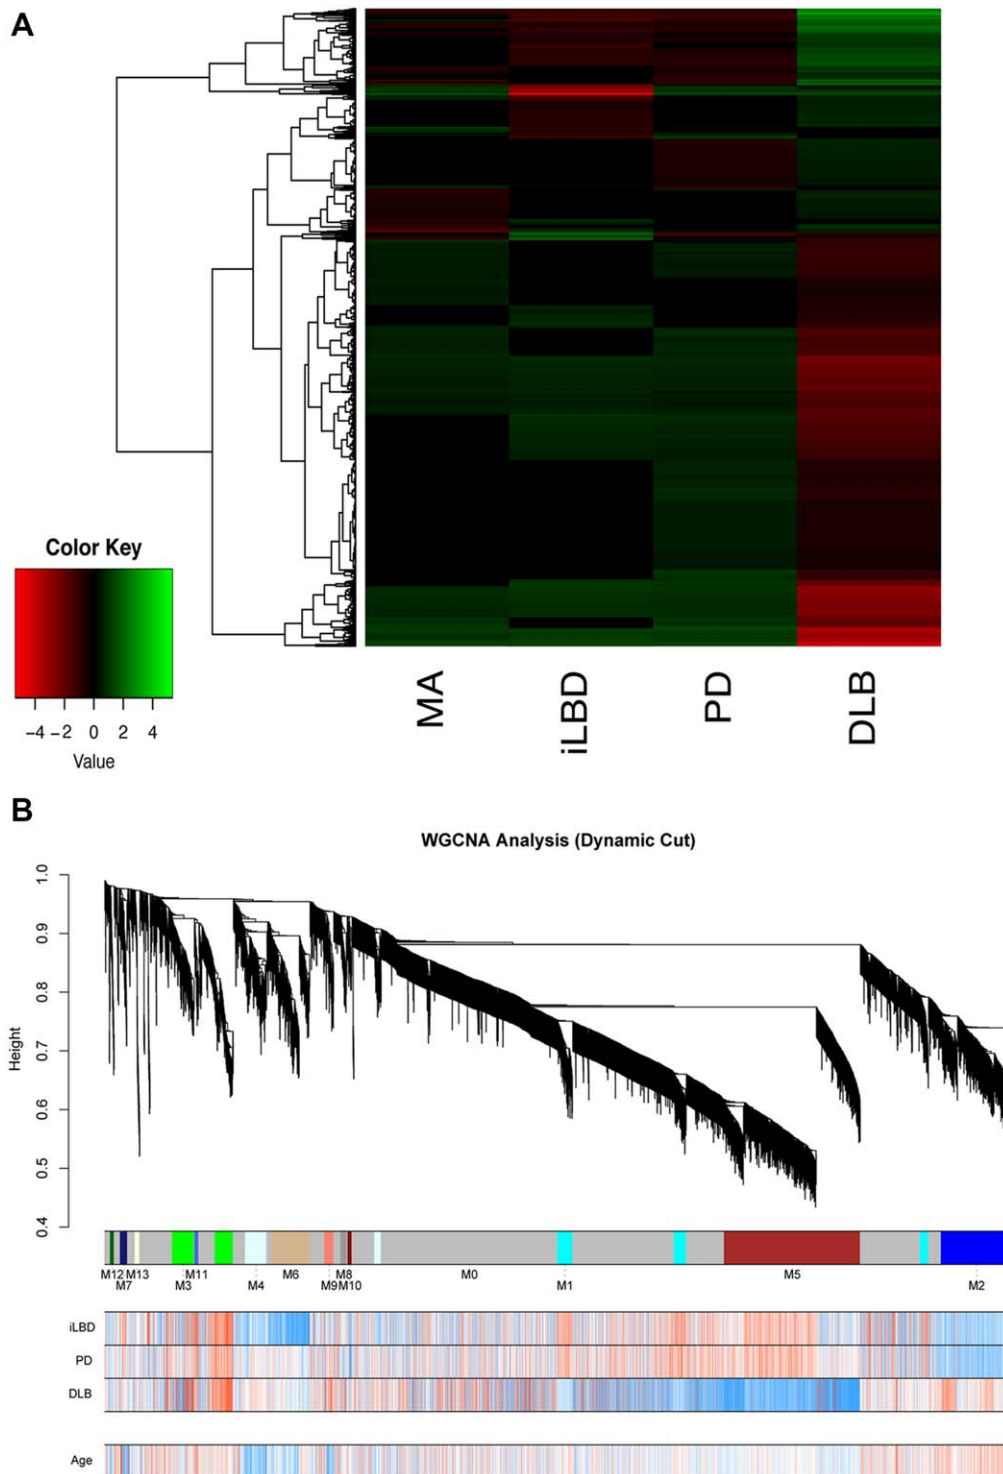 A
Color Key
−4 −2 0 2 4
Value
MA iLBD PD DLB
B
WGCNA Analysis (Dynamic Cut)
Height
1.0
0.9
0.8
0.7
0.6
0.5
0.4
M12 M13 M11 M6 M8 M0 M5
M7 M3 M4 M9 M10 M1 M2
iLBD
PD
DLB
Age